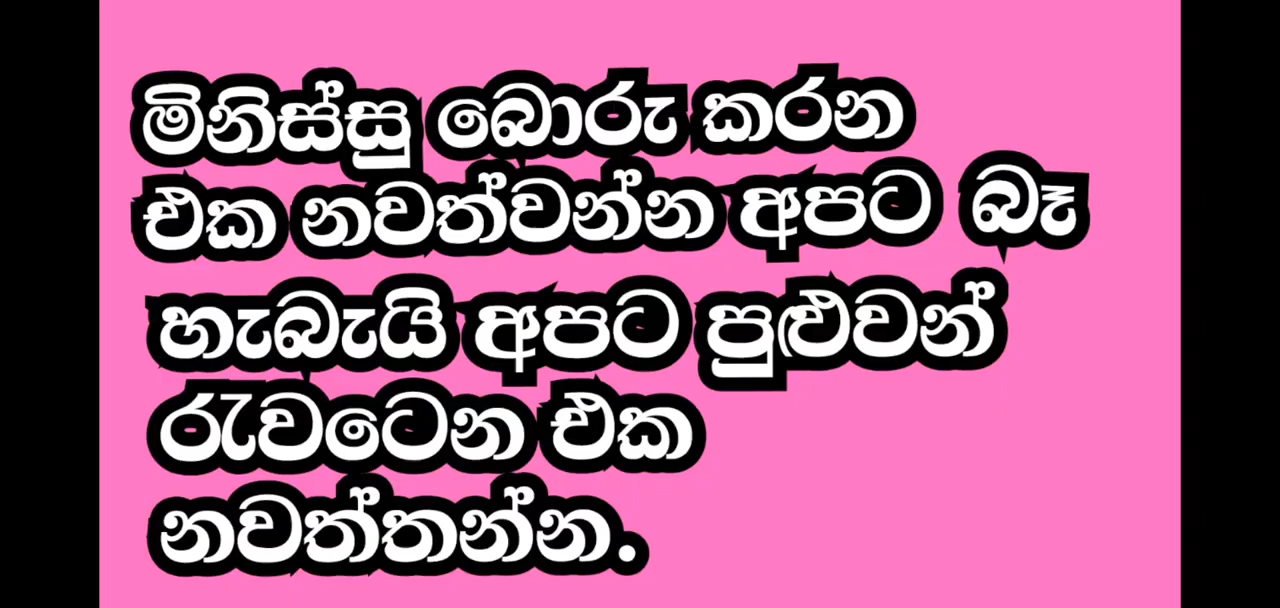 මිනිස්සු බොරු කරන
එක නවත්වන්න අපට බෑ
හැබැයි අපට පුළුවන්
රැවටෙන එක
නවත්තන්න.